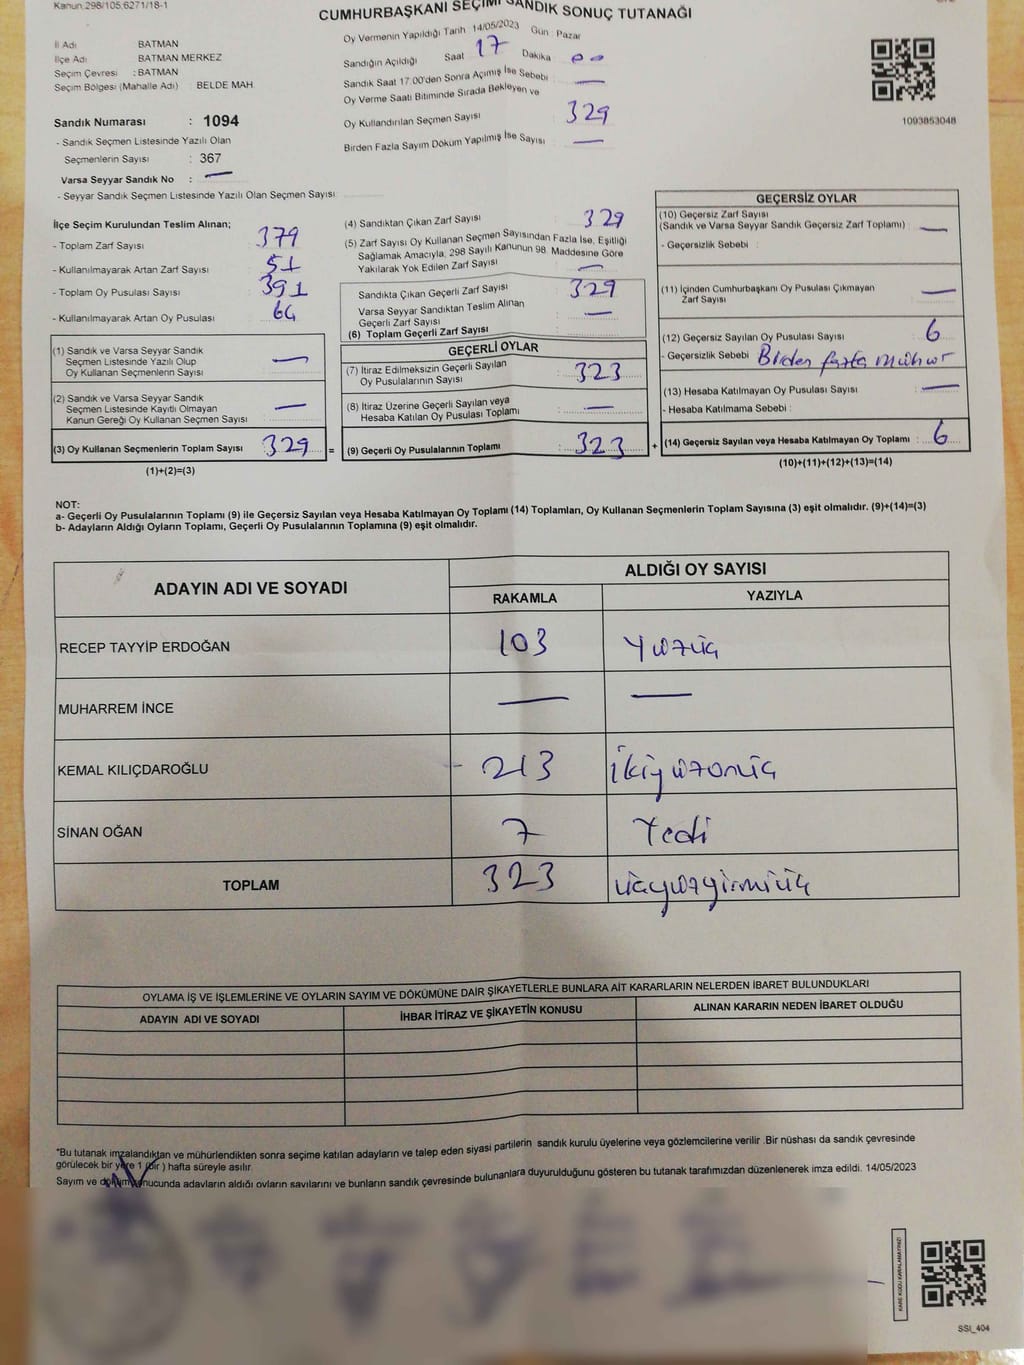 Kanun 298/105;6271/18-1
CUMHURBAŞKANI SEÇİMİ SANDIK SONUÇ TUTANAĞI
İl Adı BATMAN
İlçe Adı BATMAN MERKEZ
Seçim Çevresi : BATMAN
Seçim Bölgesi (Mahalle Adı) BELDE MAH.
Sandık Numarası : 1094
- Sandık Seçmen Listesinde Yazılı Olan
Seçmenlerin Sayısı : 367
Varsa Seyyar Sandık No : —
- Seyyar Sandık Seçmen Listesinde Yazılı Olan Seçmen Sayısı
Oy Vermenin Yapıldığı Tarih 14/05/2023 Gün Pazar
Sandığın Açıldığı Saat 17 Dakika 00
Sandık Saat 17.00'den Sonra Açımış İse Sebebi —
Oy Verme Saati Bitiminde Sırada Bekleyen ve
Oy Kullandırılan Seçmen Sayısı 329
Birden Fazla Sayım Döküm Yapılmış İse Sayısı —
1093853048
İlçe Seçim Kurulundan Teslim Alınan;
- Toplam Zarf Sayısı 379
- Kullanılmayarak Artan Zarf Sayısı 51
- Toplam Oy Pusulası Sayısı 391
- Kullanılmayarak Artan Oy Pusulası 64
(1) Sandık ve Varsa Seyyar Sandık
Seçmen Listesinde Yazılı Olup
Oy Kullanan Seçmenlerin Sayısı —
(2) Sandık ve Varsa Seyyar Sandık
Seçmen Listesinde Kayıtlı Olmayan
Kanun Gereği Oy Kullanan Seçmen Sayısı —
(3) Oy Kullanan Seçmenlerin Toplam Sayısı 329 =
(1)+(2)=(3)
(4) Sandıktan Çıkan Zarf Sayısı 329
(5) Zarf Sayısı Oy Kullanan Seçmen Sayısından Fazla İse, Eşitliği
Sağlamak Amacıyla, 298 Sayılı Kanunun 98. Maddesine Göre
Yakılarak Yok Edilen Zarf Sayısı —
Sandıkta Çıkan Geçerli Zarf Sayısı 329
Varsa Seyyar Sandıktan Teslim Alınan
Geçerli Zarf Sayısı —
(6) Toplam Geçerli Zarf Sayısı
GEÇERLİ OYLAR
(7) İtiraz Edilmeksizin Geçerli Sayılan
Oy Pusulalarının Sayısı 323
(8) İtiraz Üzerine Geçerli Sayılan veya
Hesaba Katılan Oy Pusulası Toplamı —
(9) Geçerli Oy Pusulalarının Toplamı : 323 +
GEÇERSİZ OYLAR
(10) Geçersiz Zarf Sayısı
(Sandık ve Varsa Seyyar Sandık Geçersiz Zarf Toplamı) : —
- Geçersizlik Sebebi :
(11) İçinden Cumhurbaşkanı Oy Pusulası Çıkmayan
Zarf Sayısı —
(12) Geçersiz Sayılan Oy Pusulası Sayısı 6
- Geçersizlik Sebebi Birden fazla mühür
(13) Hesaba Katılmayan Oy Pusulası Sayısı —
- Hesaba Katılmama Sebebi :
(14) Geçersiz Sayılan veya Hesaba Katılmayan Oy Toplamı : 6
(10)+(11)+(12)+(13)=(14)
NOT:
a- Geçerli Oy Pusulalarının Toplamı (9) ile Geçersiz Sayılan veya Hesaba Katılmayan Oy Toplamı (14) Toplamları, Oy Kullanan Seçmenlerin Toplam Sayısına (3) eşit olmalıdır. (9)+(14)=(3)
b- Adayların Aldığı Oyların Toplamı, Geçerli Oy Pusulalarının Toplamına (9) eşit olmalıdır.
ADAYIN ADI VE SOYADI ALDIĞI OY SAYISI
RAKAMLA YAZIYLA
RECEP TAYYİP ERDOĞAN 103 Yüzüç
MUHARREM İNCE — —
KEMAL KILIÇDAROĞLU 213 ikiyüzonüç
SİNAN OĞAN 7 Yedi
TOPLAM 323 üçyüzyirmiüç
OYLAMA İŞ VE İŞLEMLERİNE VE OYLARIN SAYIM VE DÖKÜMÜNE DAİR ŞİKAYETLERLE BUNLARA AİT KARARLARIN NELERDEN İBARET BULUNDUKLARI
ADAYIN ADI VE SOYADI İHBAR İTİRAZ VE ŞİKAYETİN KONUSU ALINAN KARARIN NEDEN İBARET OLDUĞU
*Bu tutanak imzalandıktan ve mühürlendikten sonra seçime katılan adayların ve talep eden siyasi partilerin sandık kurulu üyelerine veya gözlemcilerine verilir .Bir nüshası da sandık çevresinde
görülecek bir yere 1 (bir ) hafta süreyle asılır.
Sayım ve döküm sonucunda adayların aldığı oyların sayılarını ve bunların sandık çevresinde bulunanlara duyurulduğunu gösteren bu tutanak tarafımızdan düzenlenerek imza edildi. 14/05/2023
KARE KODU KARALAMAYINIZ!
SSİ_404